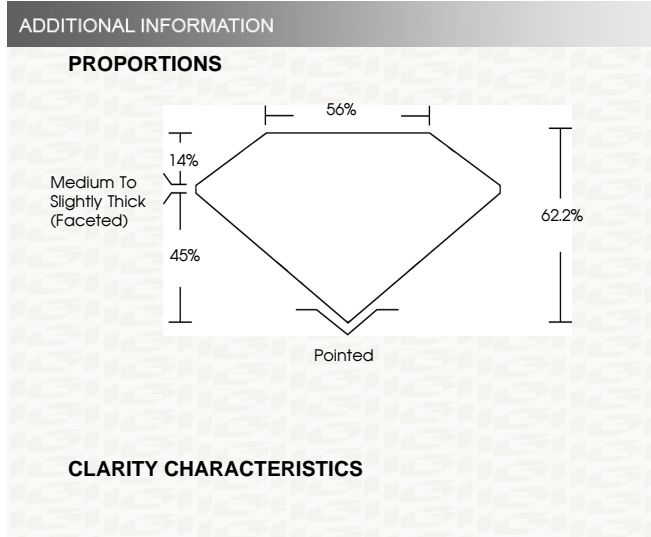 ADDITIONAL INFORMATION
PROPORTIONS
56%
14%
Medium To
Slightly Thick
(Faceted)
62.2%
45%
Pointed
CLARITY CHARACTERISTICS